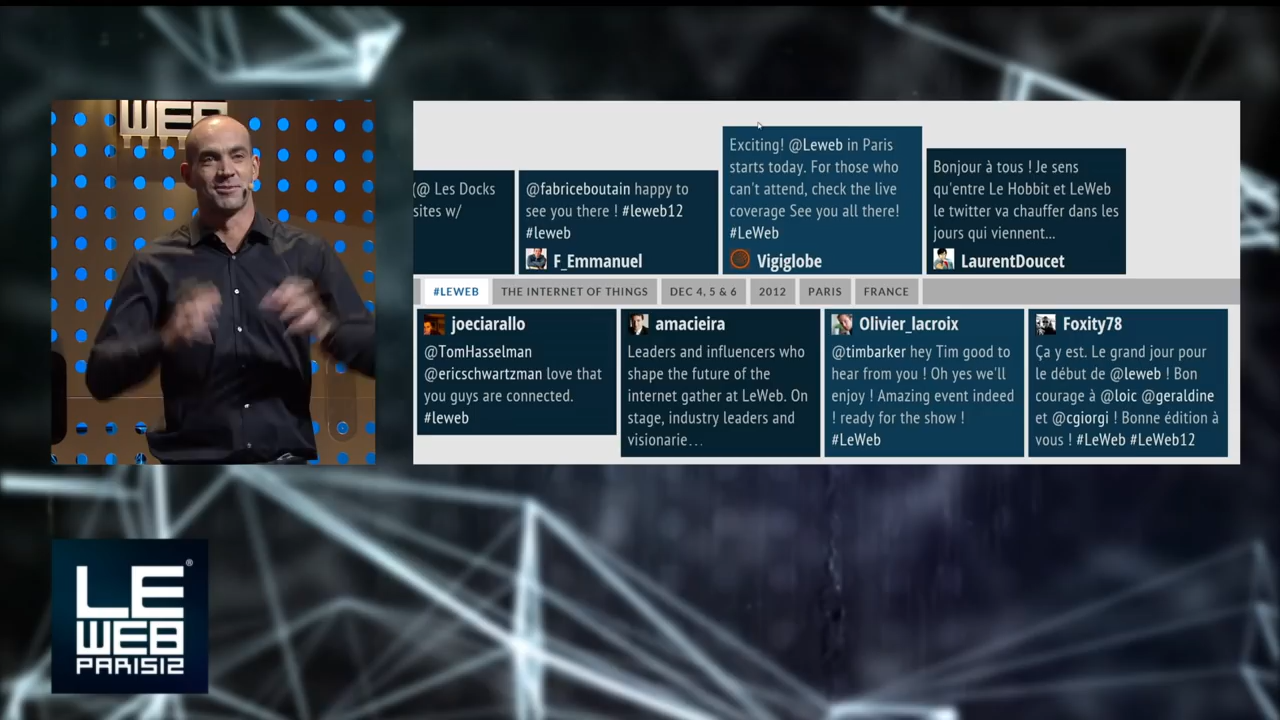 WEB
(@ Les Docks
sites w/
@fabriceboutain happy to
see you there ! #leweb12
#leweb
F_Emmanuel
Exciting! @Leweb in Paris
starts today. For those who
can't attend, check the live
coverage See you all there!
#LeWeb
Vigiglobe
Bonjour à tous ! Je sens
qu'entre Le Hobbit et LeWeb
le twitter va chauffer dans les
jours qui viennent...
LaurentDoucet
#LEWEB THE INTERNET OF THINGS DEC 4, 5 & 6 2012 PARIS FRANCE
joeciarallo
@TomHasselman
@ericschwartzman love that
you guys are connected.
#leweb
amacieira
Leaders and influencers who
shape the future of the
internet gather at LeWeb. On
stage, industry leaders and
visionarie…
Olivier_lacroix
@timbarker hey Tim good to
hear from you ! Oh yes we'll
enjoy ! Amazing event indeed
! ready for the show !
#LeWeb
Foxity78
Ça y est. Le grand jour pour
le début de @leweb ! Bon
courage à @loic @geraldine
et @cgiorgi ! Bonne édition à
vous ! #LeWeb #LeWeb12
LE
WEB
PARIS12
®